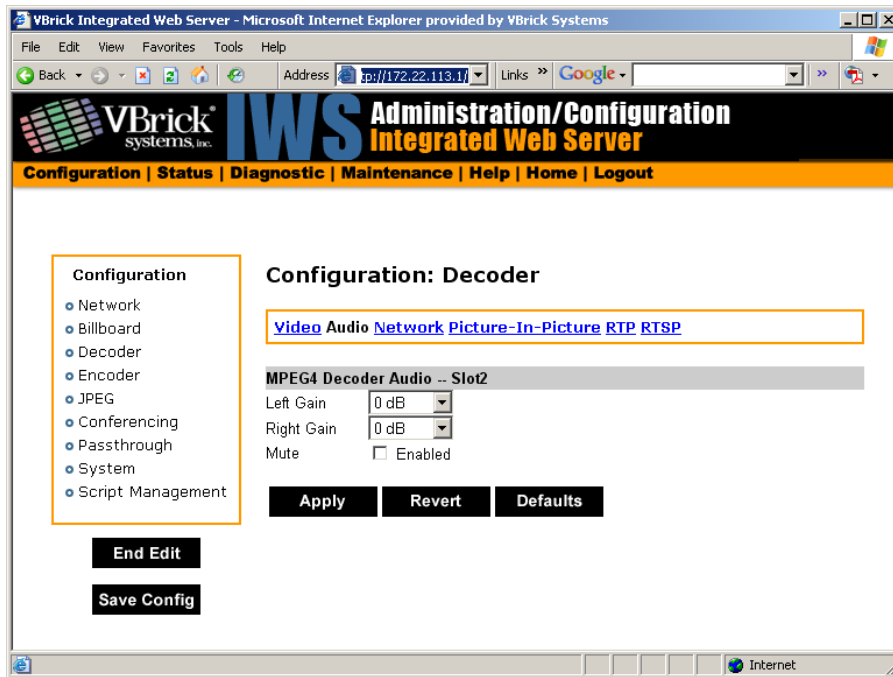 VBrick Integrated Web Server - Microsoft Internet Explorer provided by VBrick Systems
File Edit View Favorites Tools Help
Back Address tp://172.22.113.1/ Links » Google »
VBrick® systems, inc. IWS Administration/Configuration
Integrated Web Server
Configuration | Status | Diagnostic | Maintenance | Help | Home | Logout
Configuration
Network
Billboard
Decoder
Encoder
JPEG
Conferencing
Passthrough
System
Script Management
End Edit
Save Config
Configuration: Decoder
Video Audio Network Picture-In-Picture RTP RTSP
MPEG4 Decoder Audio -- Slot2
Left Gain 0 dB
Right Gain 0 dB
Mute Enabled
Apply Revert Defaults
Internet